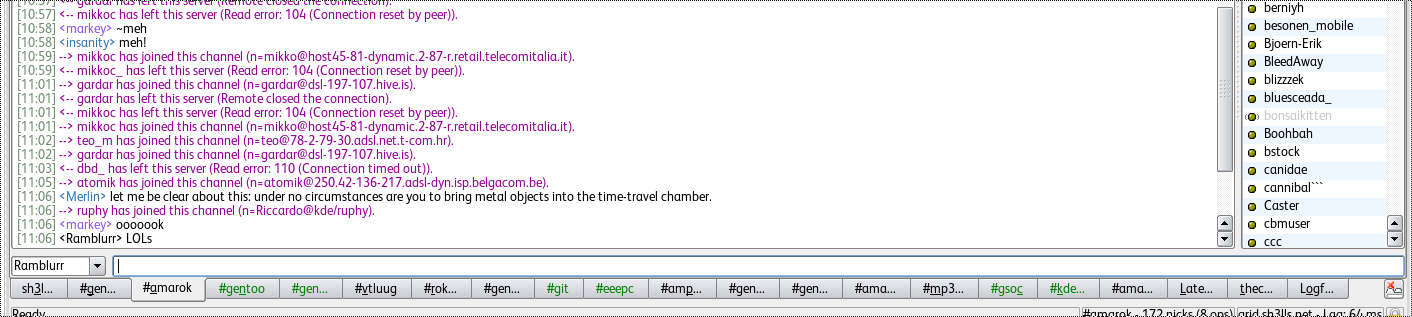 [10:57] <-- gardar has left this server (Remote closed the connection).
[10:58] <-- mikkoc has left this server (Read error: 104 (Connection reset by peer)).
[10:58] <markey> ~meh
[10:58] <insanity> meh!
[10:59] --> mikkoc has joined this channel (n=mikko@host45-81-dynamic.2-87-r.retail.telecomitalia.it).
[10:59] <-- mikkoc_ has left this server (Read error: 104 (Connection reset by peer)).
[11:01] --> gardar has joined this channel (n=gardar@dsl-197-107.hive.is).
[11:01] <-- gardar has left this server (Remote closed the connection).
[11:01] <-- mikkoc has left this server (Read error: 104 (Connection reset by peer)).
[11:01] --> mikkoc has joined this channel (n=mikko@host45-81-dynamic.2-87-r.retail.telecomitalia.it).
[11:02] --> teo_m has joined this channel (n=teo@78-2-79-30.adsl.net.t-com.hr).
[11:02] --> gardar has joined this channel (n=gardar@dsl-197-107.hive.is).
[11:03] <-- dbd_ has left this server (Read error: 110 (Connection timed out)).
[11:05] --> atomik has joined this channel (n=atomik@250.42-136-217.adsl-dyn.isp.belgacom.be).
[11:06] <Merlin> let me be clear about this: under no circumstances are you to bring metal objects into the time-travel chamber.
[11:06] --> ruphy has joined this channel (n=Riccardo@kde/ruphy).
[11:06] <markey> ooooook
[11:06] <Ramblurr> LOLs
berniyh
besonen_mobile
Bjoern-Erik
BleedAway
blizzzek
bluesceada_
bonsaikitten
Boohbah
bstock
canidae
cannibal```
Caster
cbmuser
ccc
Ramblurr
sh3l... #gen... #amarok #gentoo #gen... #vtluug #rok... #gen... #git #eeepc #amp... #gen... #gen... #ama... #mp3... #gsoc #kde... #ama... Late... thec... Logf...
Ready #amarok - 172 nicks (8 ops) grid.sh3lls.net - Lag: 64 ms